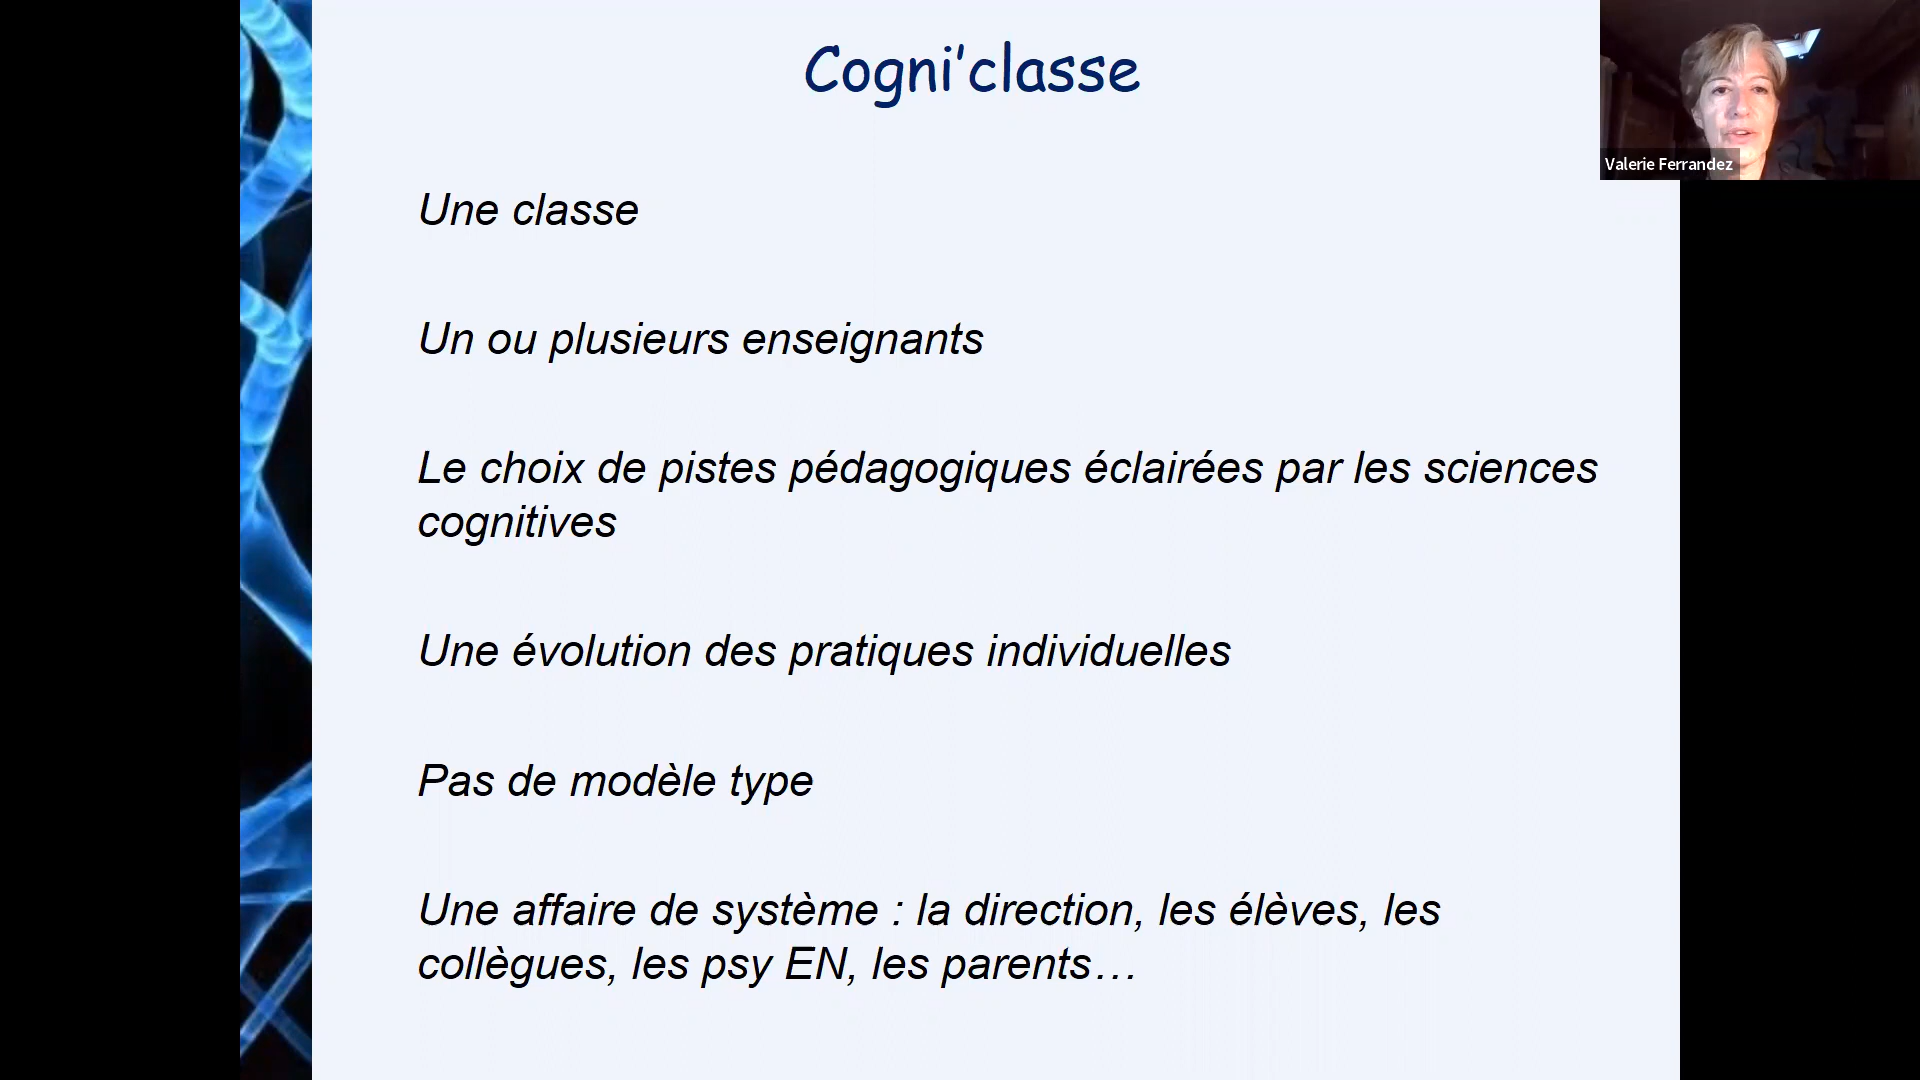 Cogni'classe
Valerie Ferrandez
Une classe
Un ou plusieurs enseignants
Le choix de pistes pédagogiques éclairées par les sciences
cognitives
Une évolution des pratiques individuelles
Pas de modèle type
Une affaire de système : la direction, les élèves, les
collègues, les psy EN, les parents…